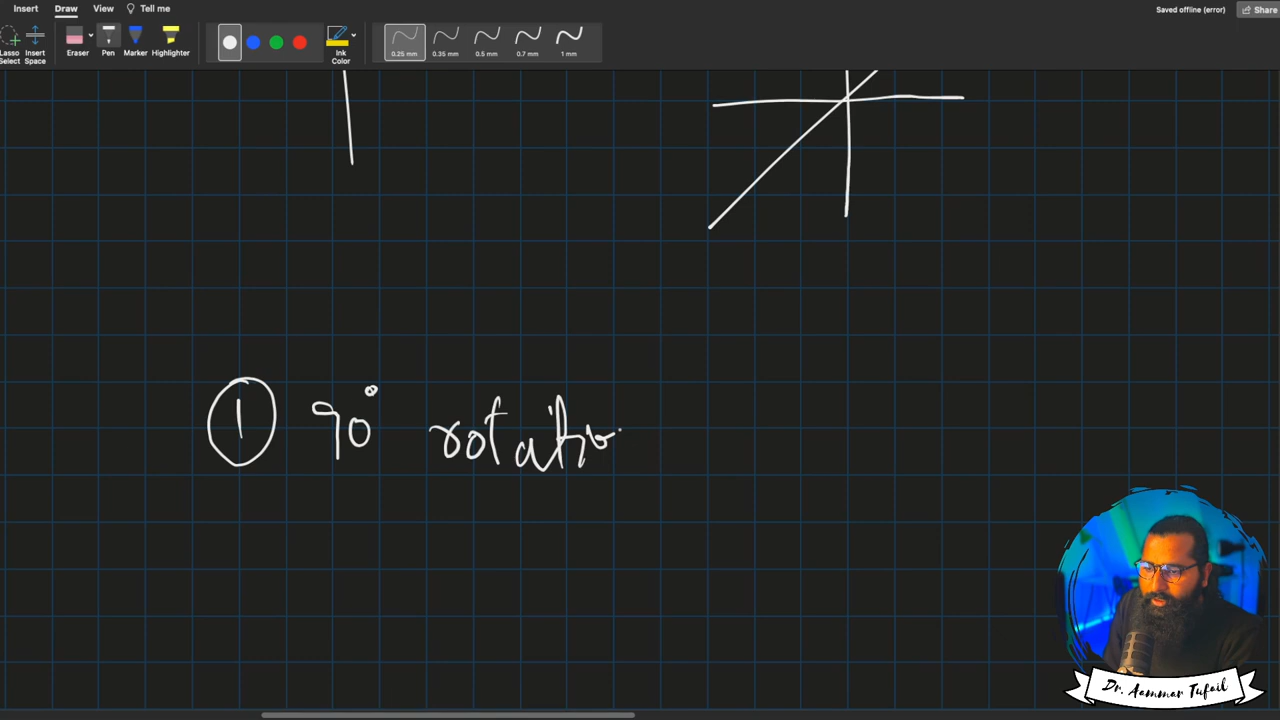 Insert Draw View Tell me
Saved offline (error)
Share
Lasso Select
Insert Space
Eraser
Pen
Marker
Highlighter
Ink Color
0.25 mm
0.35 mm
0.5 mm
0.7 mm
1 mm
① 90° rotatio
Dr. Aammar Tufail